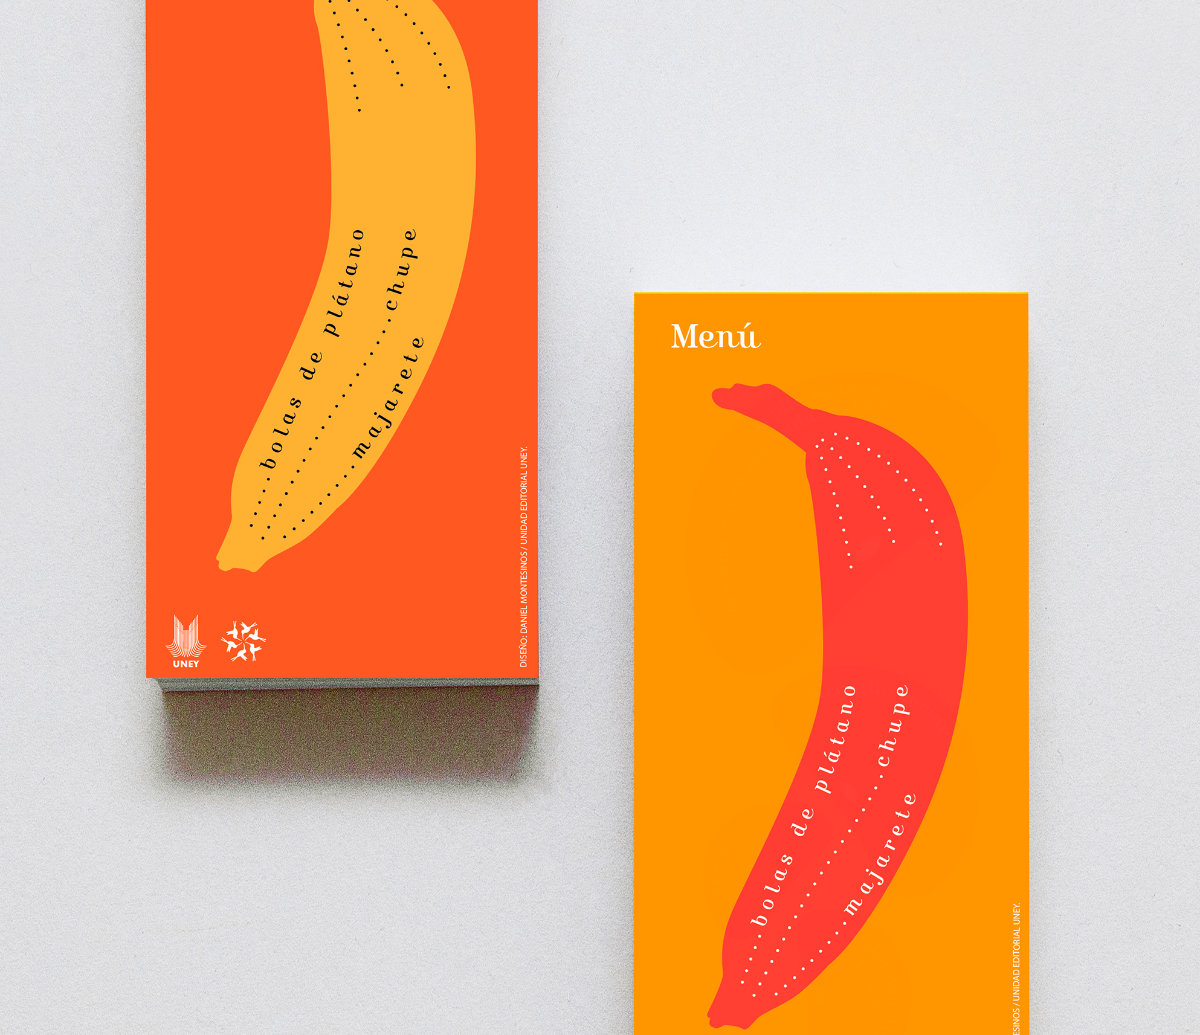 bolas de plátano
chupe
majarete
DISEÑO: DANIEL MONTESINOS / UNIDAD EDITORIAL UNEY.
UNEY
Menú
bolas de plátano
chupe
majarete
SINOS / UNIDAD EDITORIAL UNEY.